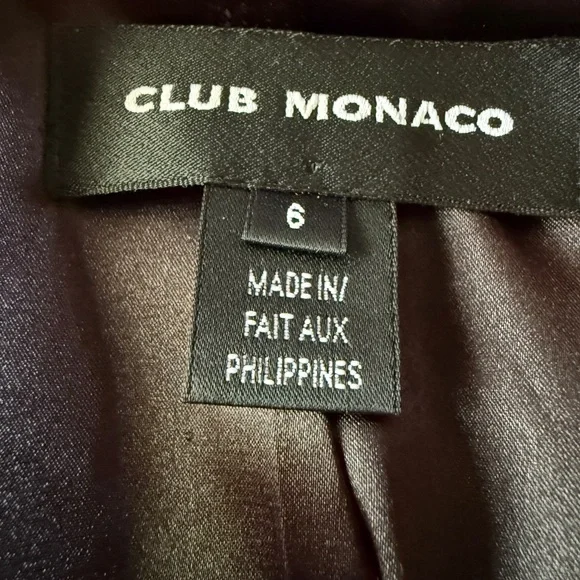 CLUB MONACO
6
MADE IN/
FAIT AUX
PHILIPPINES